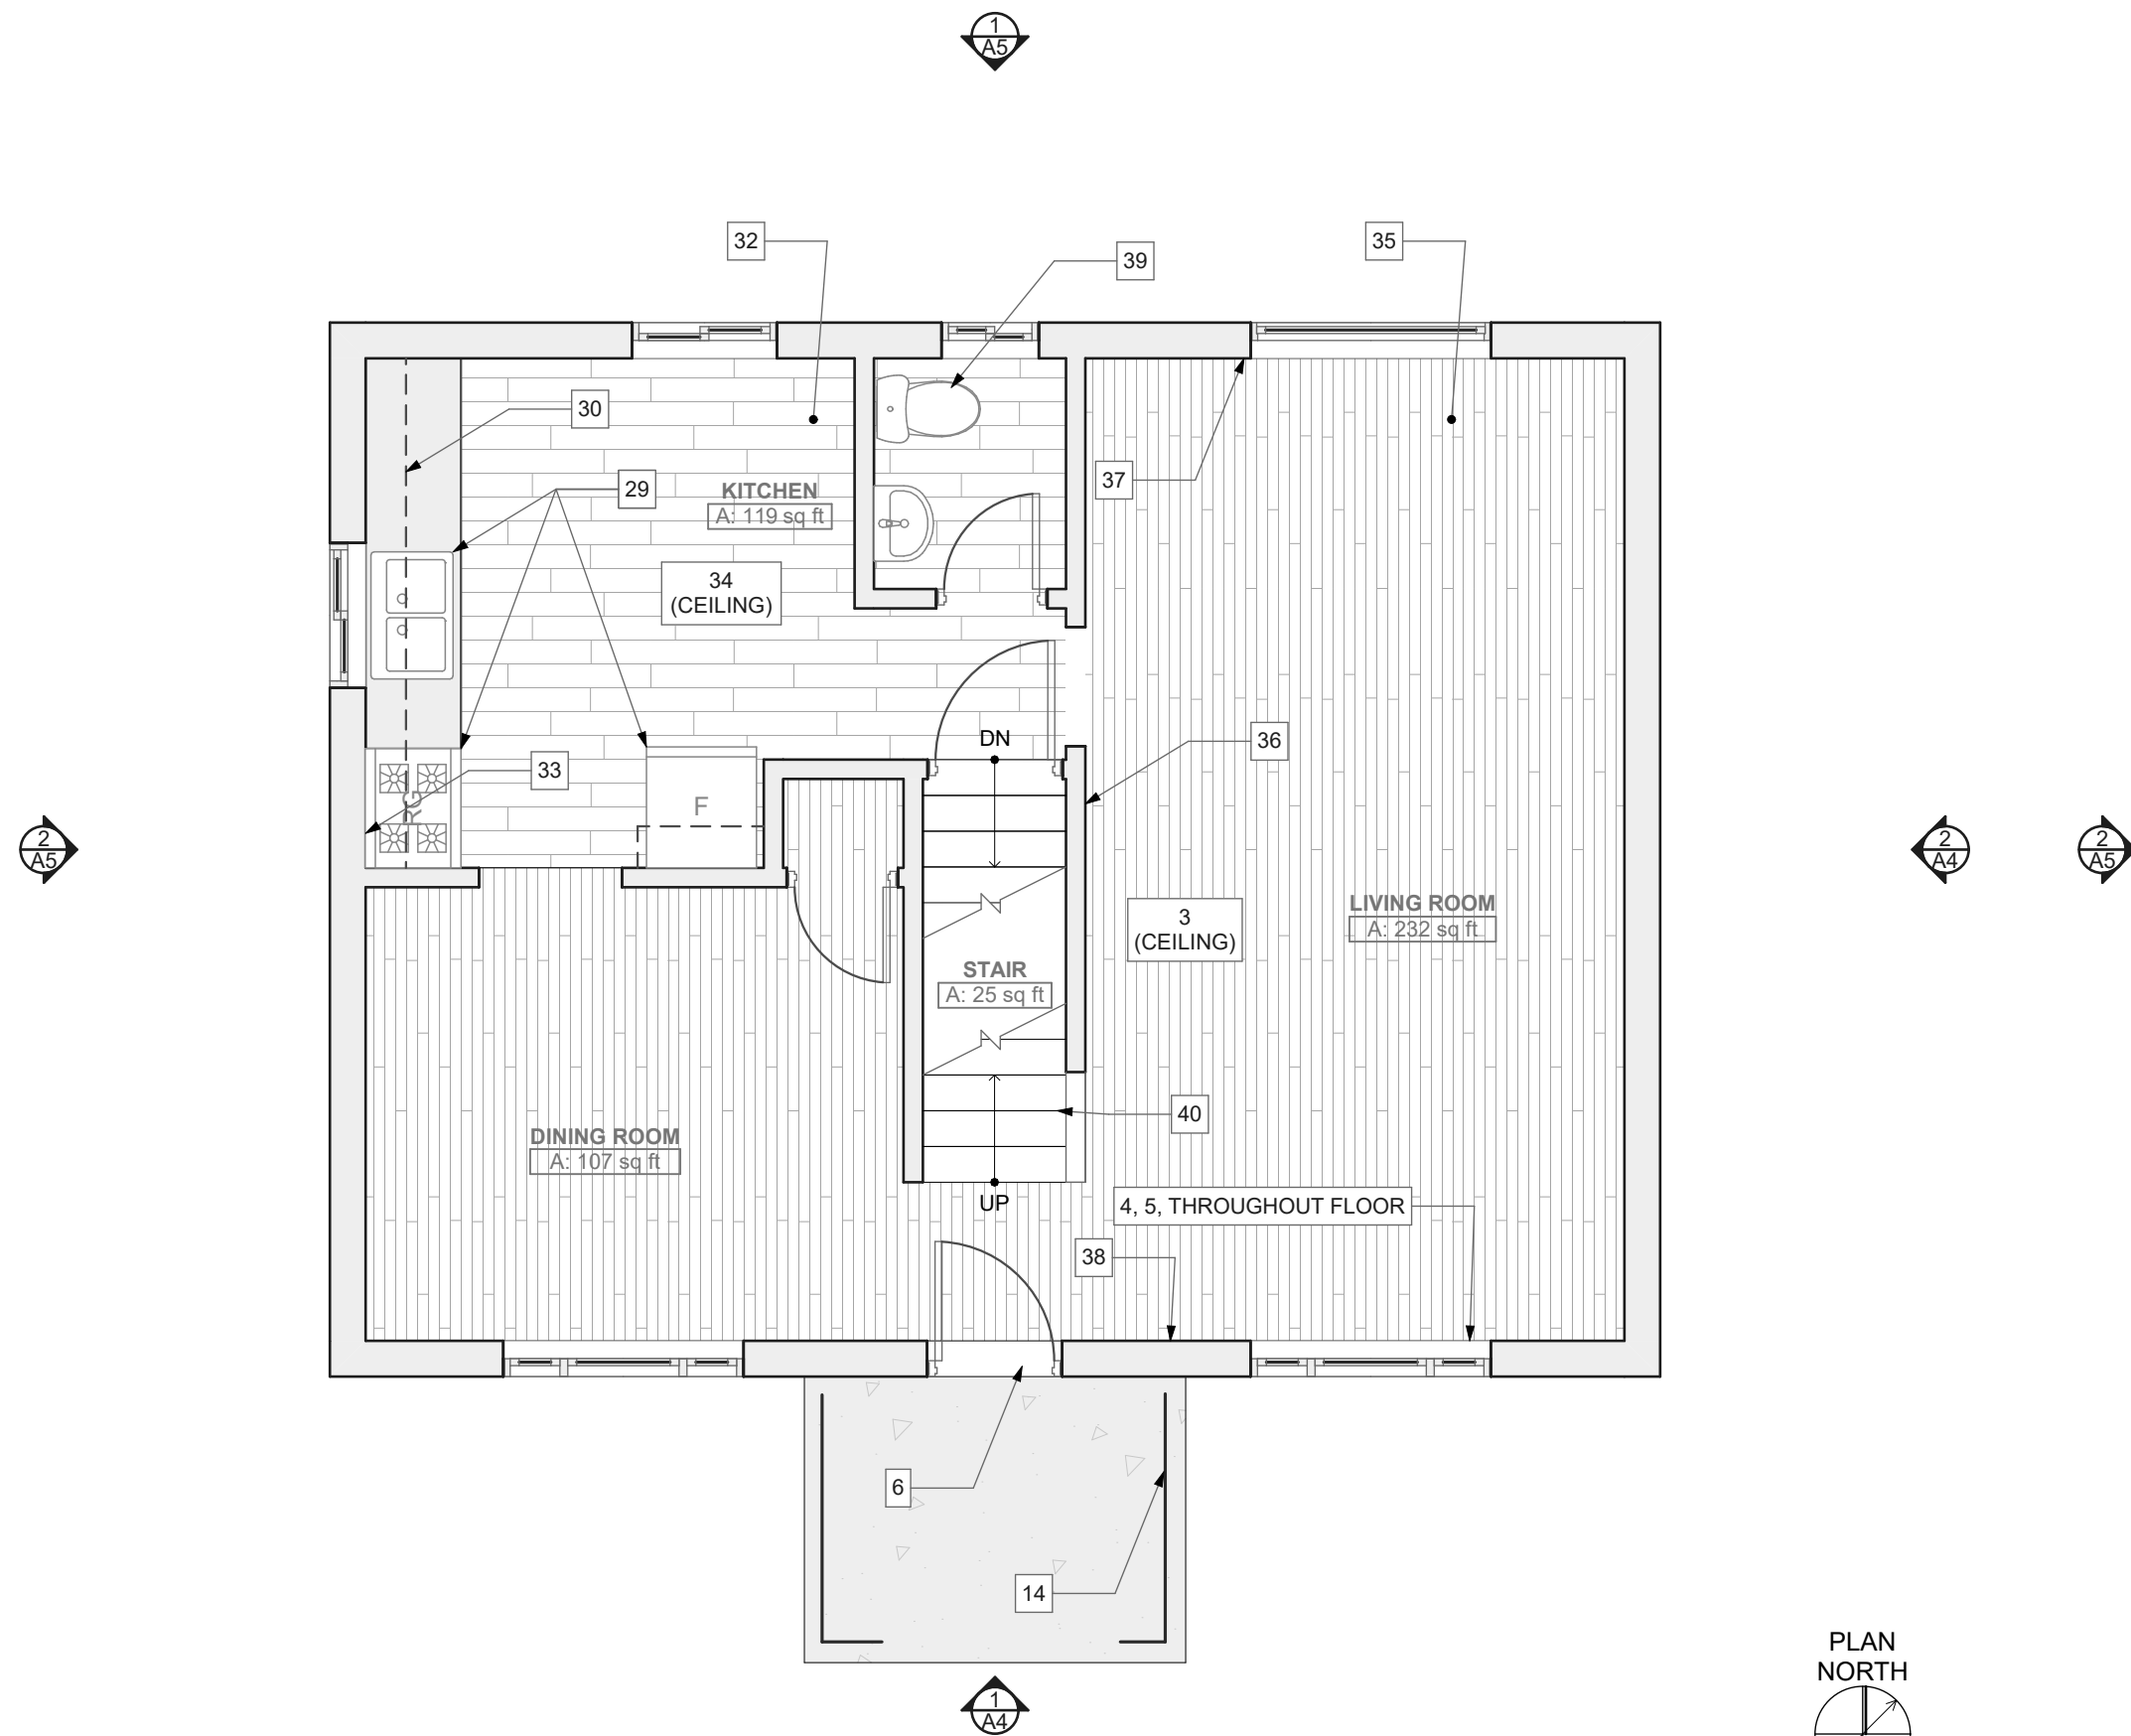 1
A5
32
39
35
30
29
KITCHEN
A: 119 sq ft
37
34
(CEILING)
DN
36
33
RG
F
2
A5
2
A4
2
A5
3
(CEILING)
LIVING ROOM
A: 232 sq ft
STAIR
A: 25 sq ft
40
DINING ROOM
A: 107 sq ft
UP
4, 5, THROUGHOUT FLOOR
38
6
14
PLAN
NORTH
1
A4